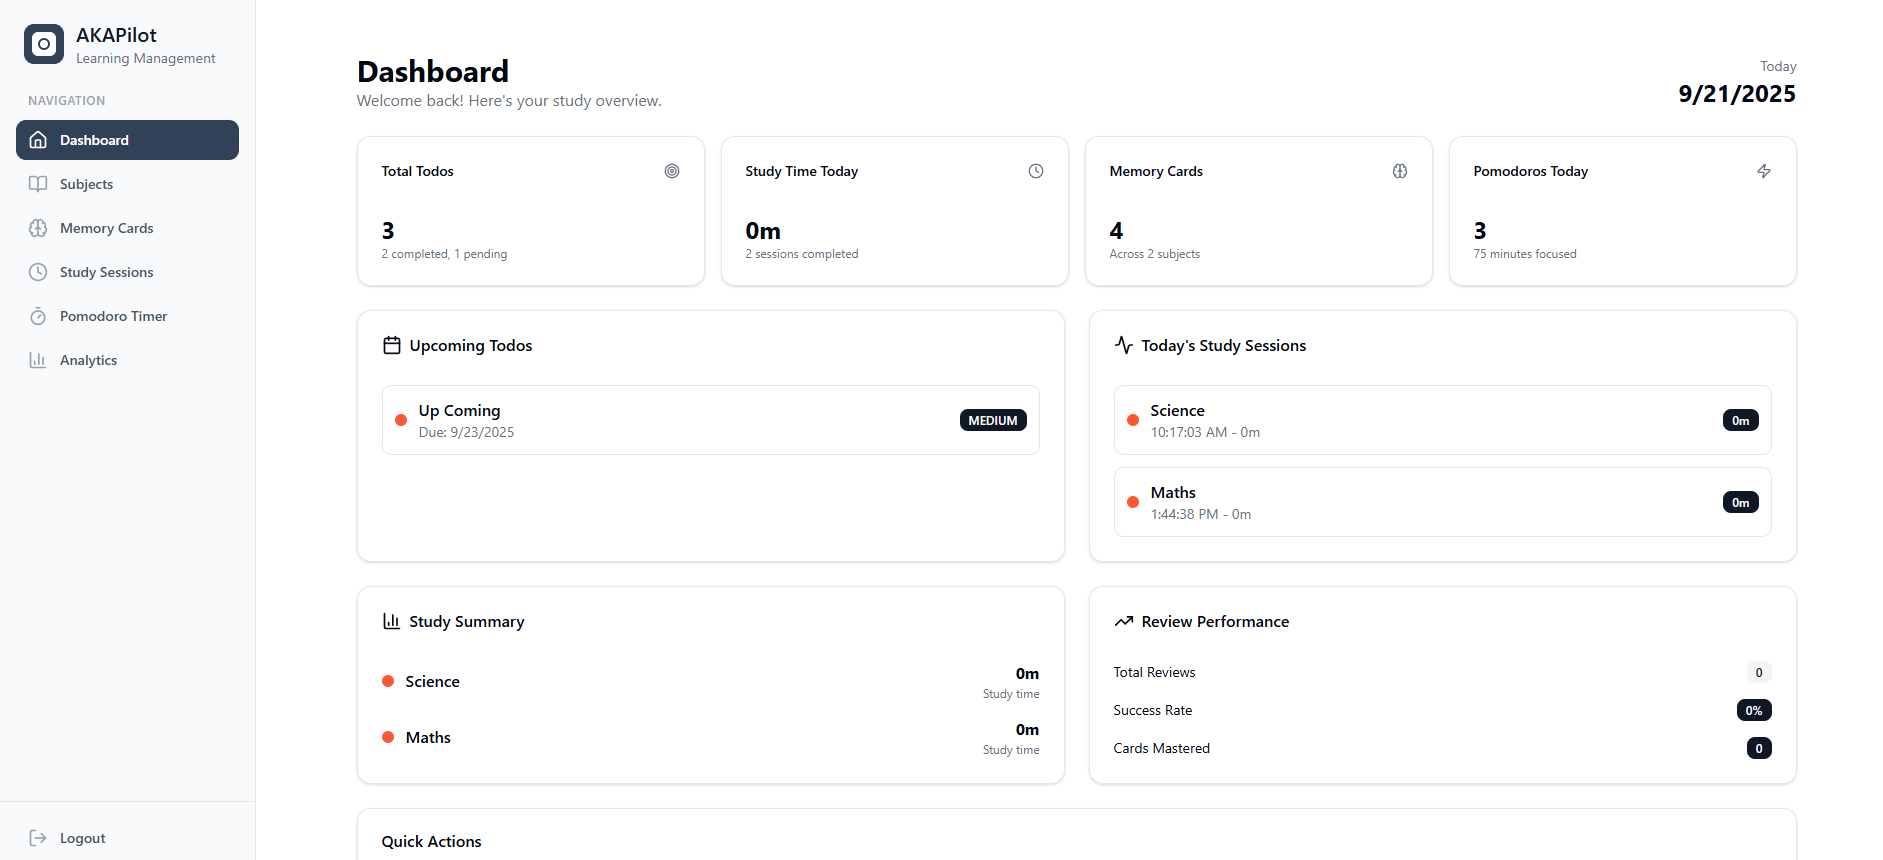 AKAPilot
Learning Management
NAVIGATION
Dashboard
Subjects
Memory Cards
Study Sessions
Pomodoro Timer
Analytics
Logout
Dashboard
Welcome back! Here's your study overview.
Today
9/21/2025
Total Todos
3
2 completed, 1 pending
Study Time Today
0m
2 sessions completed
Memory Cards
4
Across 2 subjects
Pomodoros Today
3
75 minutes focused
Upcoming Todos
Up Coming
Due: 9/23/2025
MEDIUM
Today's Study Sessions
Science
10:17:03 AM - 0m
0m
Maths
1:44:38 PM - 0m
0m
Study Summary
Science
0m
Study time
Maths
0m
Study time
Review Performance
Total Reviews
0
Success Rate
0%
Cards Mastered
0
Quick Actions